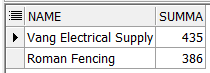 NAME SUMMA
Vang Electrical Supply 435
Roman Fencing 386